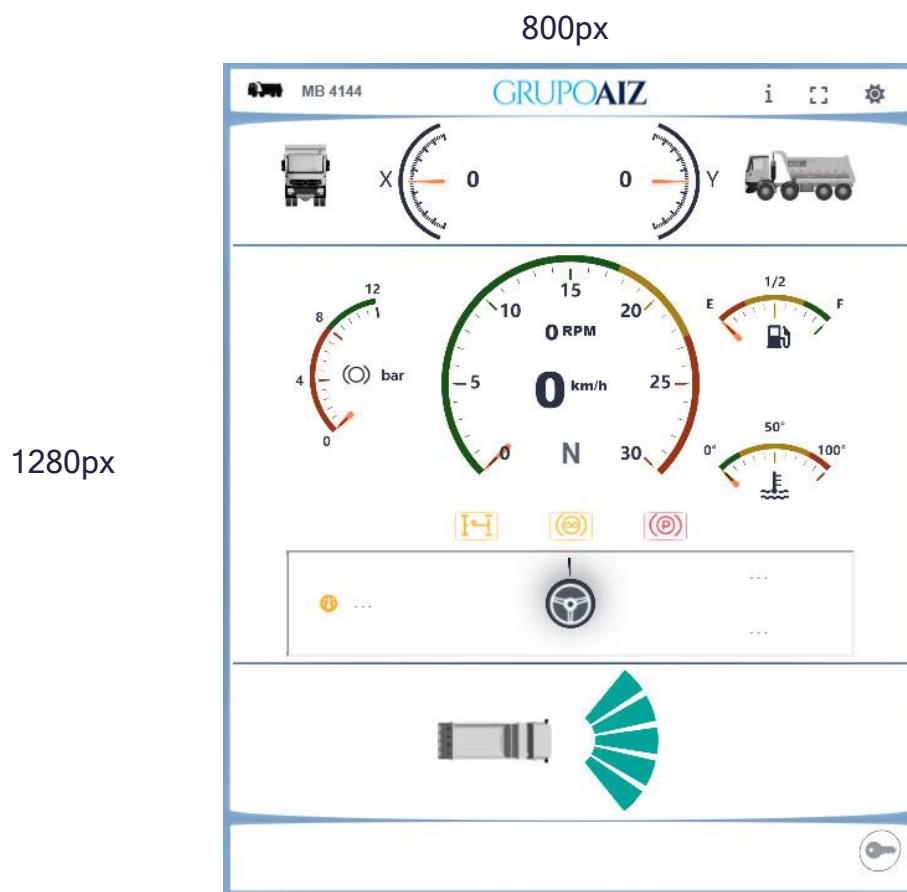 800px
MB 4144
GRUPOAIZ
i
X 0
0 Y
12
8
4
0
bar
15
10
20
5
25
0
30
0 RPM
0 km/h
N
1/2
E
F
50°
0°
100°
(P)
...
...
...
1280px